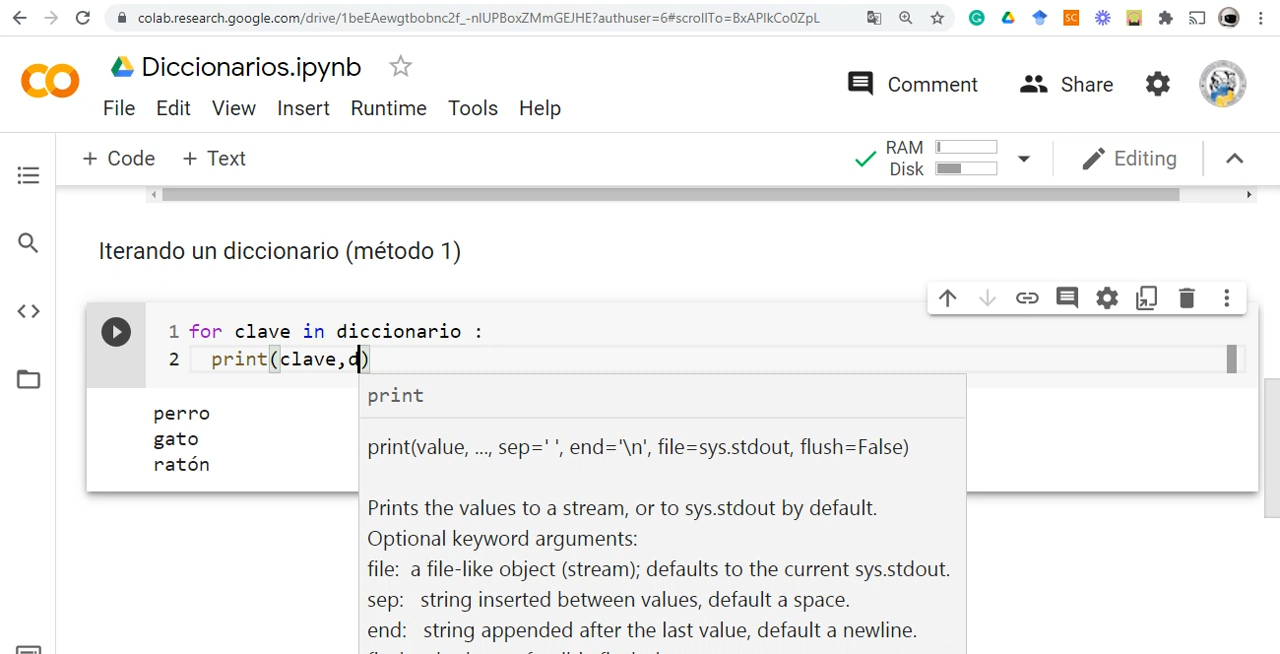 colab.research.google.com/drive/1beEAewgtbobnc2f_-nlUPBoxZMmGEJHE?authuser=6#scrollTo=BxAPlkCo0ZpL
SC
CO
Diccionarios.ipynb
Comment
Share
File Edit View Insert Runtime Tools Help
+ Code + Text
RAM
Disk
Editing
Iterando un diccionario (método 1)
1 for clave in diccionario :
2 print(clave,d)
perro
gato
ratón
print
print(value, ..., sep=' ', end='\n', file=sys.stdout, flush=False)
Prints the values to a stream, or to sys.stdout by default.
Optional keyword arguments:
file: a file-like object (stream); defaults to the current sys.stdout.
sep: string inserted between values, default a space.
end: string appended after the last value, default a newline.